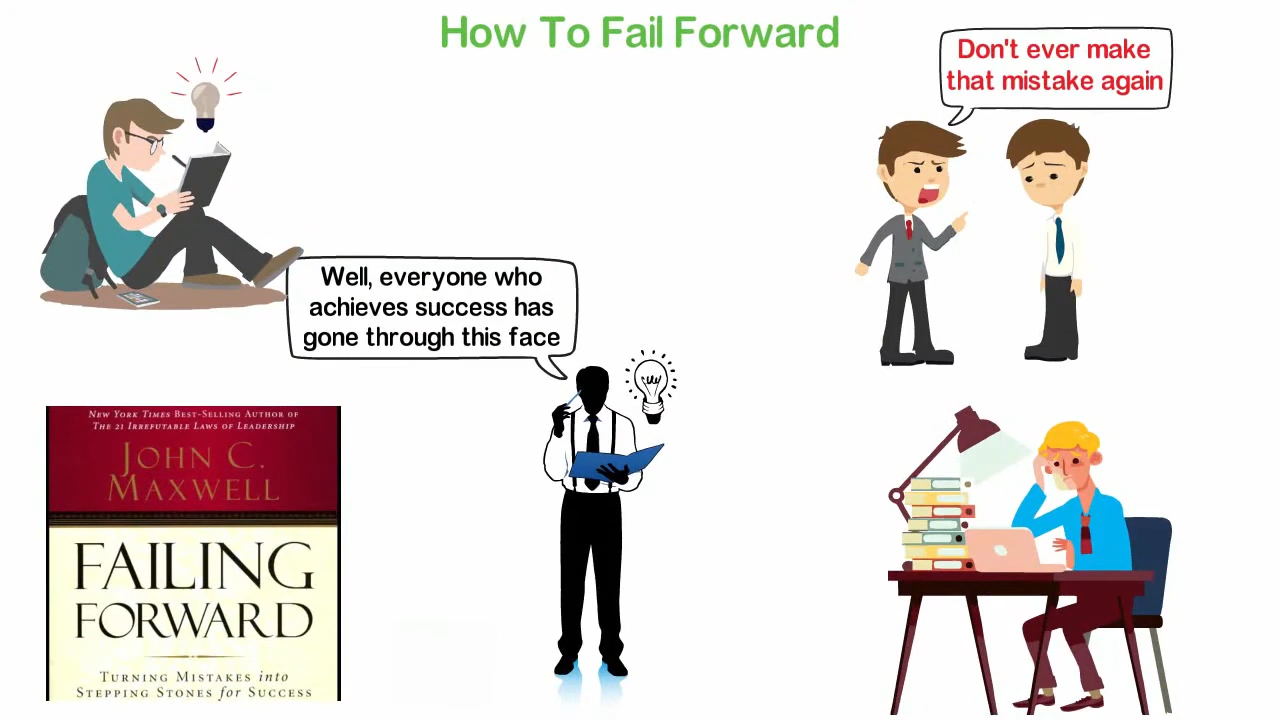 How To Fail Forward
Don't ever make
that mistake again
Well, everyone who
achieves success has
gone through this face
New York Times Best-Selling Author of
The 21 Irrefutable Laws of Leadership
John C.
Maxwell
FAILING
FORWARD
Turning Mistakes into
Stepping Stones for Success